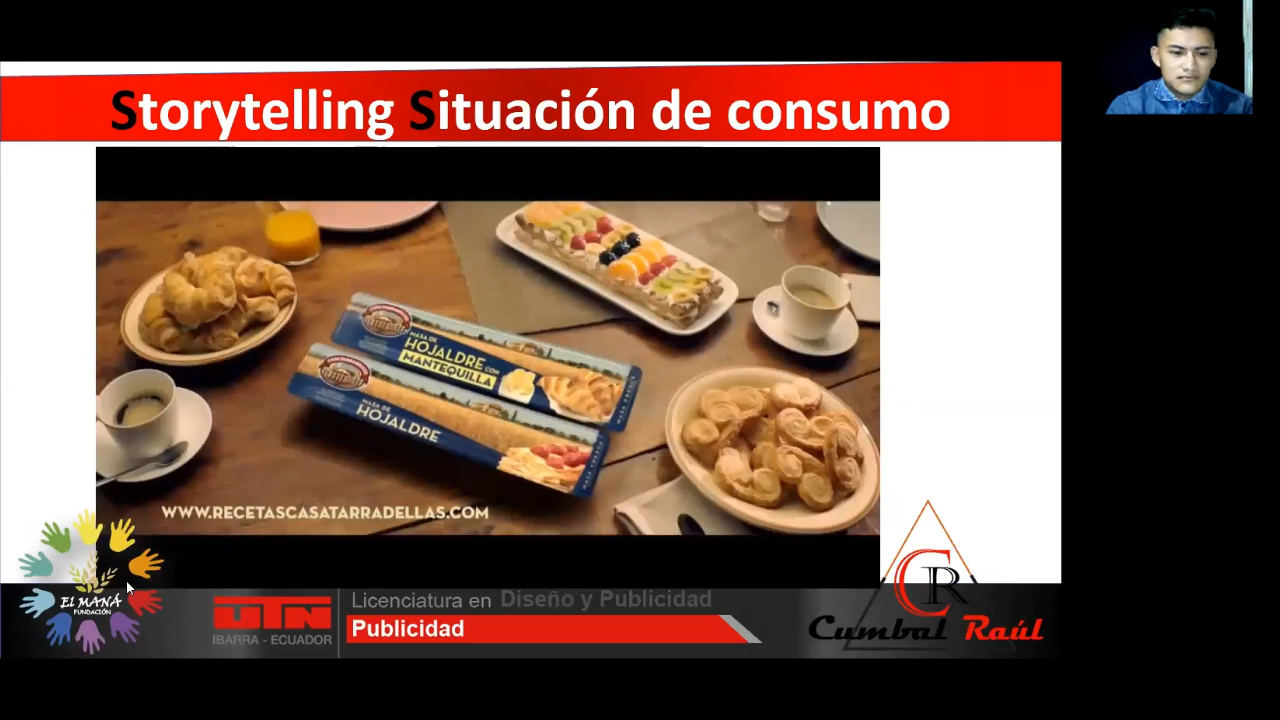 Storytelling Situación de consumo
MASA DE
HOJALDRE CON
MANTEQUILLA
MASA DE
HOJALDRE
WWW.RECETASCASATARRADELLAS.COM
EL MANÁ
FUNDACIÓN
UTN
IBARRA - ECUADOR
Licenciatura en Diseño y Publicidad
Publicidad
CR
Cumbal Raúl